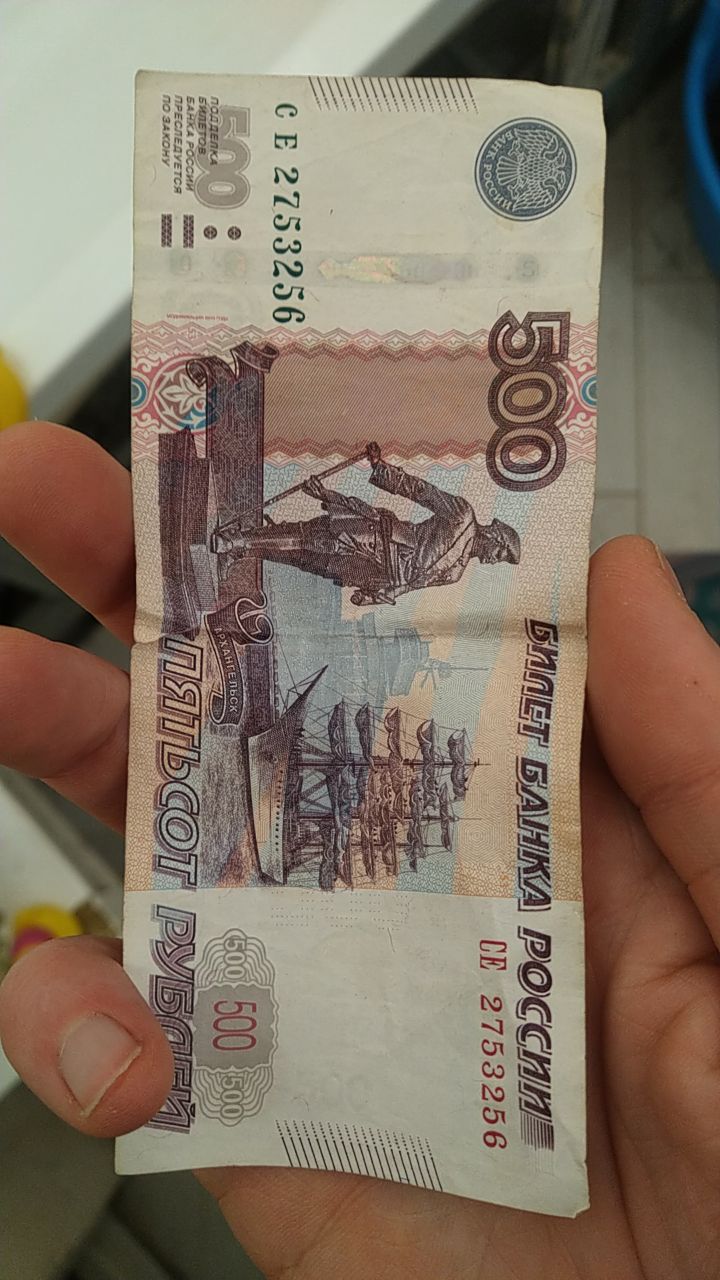 БАНК РОССИИ
500
БИЛЕТ БАНКА РОССИИ
СЕ 2753256
СЕ 2753256
500
ПОДДЕЛКА
БИЛЕТОВ
БАНКА РОССИИ
ПРЕСЛЕДУЕТСЯ
ПО ЗАКОНУ
АРХАНГЕЛЬСК
500 500 500
ПЯТЬСОТ РУБЛЕЙ